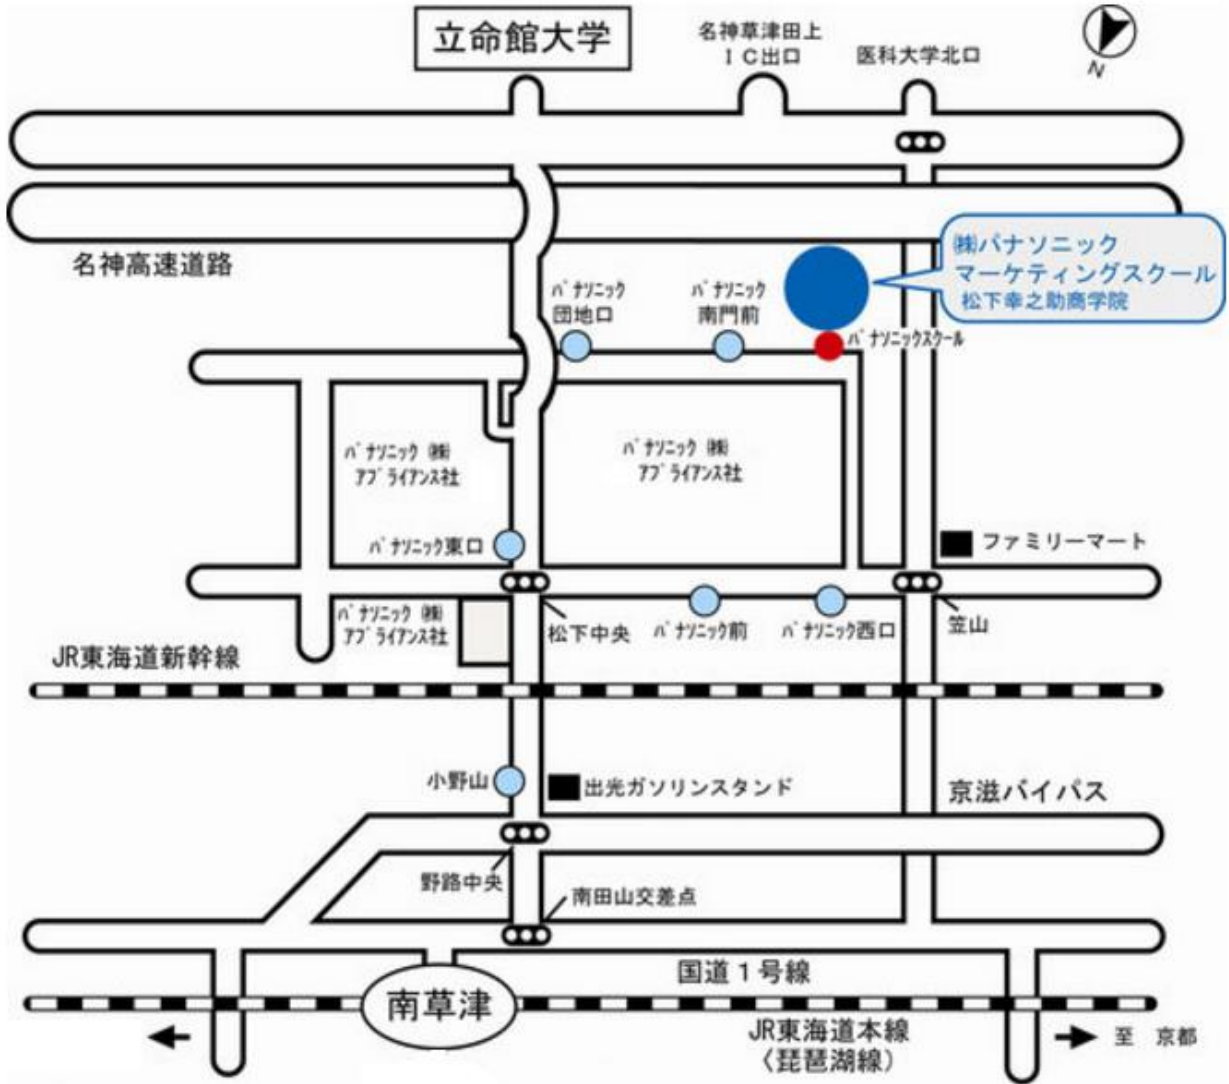 立命館大学
名神草津田上
IC出口
医科大学北口
N
名神高速道路
㈱パナソニック
マーケティングスクール
松下幸之助商学院
ﾊﾟﾅｿﾆｯｸ
団地口
ﾊﾟﾅｿﾆｯｸ
南門前
ﾊﾟﾅｿﾆｯｸｽｸｰﾙ
ﾊﾟﾅｿﾆｯｸ ㈱
ｱﾌﾟﾗｲｱﾝｽ社
ﾊﾟﾅｿﾆｯｸ ㈱
ｱﾌﾟﾗｲｱﾝｽ社
ﾊﾟﾅｿﾆｯｸ東口
ファミリーマート
ﾊﾟﾅｿﾆｯｸ ㈱
ｱﾌﾟﾗｲｱﾝｽ社
松下中央
ﾊﾟﾅｿﾆｯｸ前
ﾊﾟﾅｿﾆｯｸ西口
笠山
JR東海道新幹線
小野山
出光ガソリンスタンド
京滋バイパス
野路中央
南田山交差点
国道1号線
南草津
JR東海道本線
〈琵琶湖線〉
至 京都